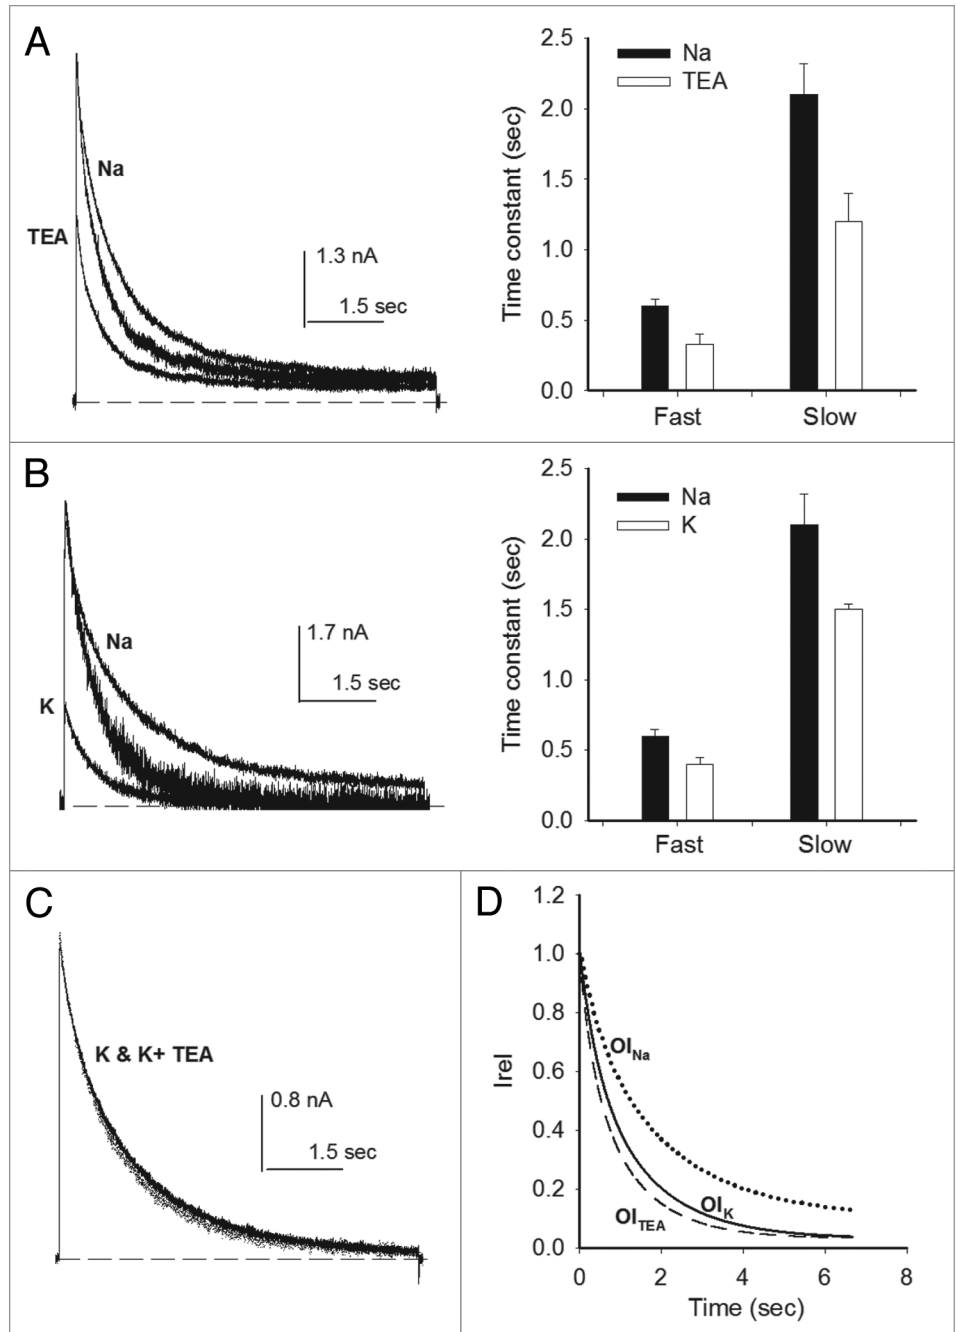 A
Na
TEA
1.3 nA
1.5 sec
Time constant (sec)
2.5
2.0
1.5
1.0
0.5
0.0
Na
TEA
Fast
Slow
B
Na
K
1.7 nA
1.5 sec
Time constant (sec)
2.5
2.0
1.5
1.0
0.5
0.0
Na
K
Fast
Slow
C
K & K+ TEA
0.8 nA
1.5 sec
D
Irel
1.2
1.0
0.8
0.6
0.4
0.2
0.0
OI_Na
OI_K
OI_TEA
0 2 4 6 8
Time (sec)